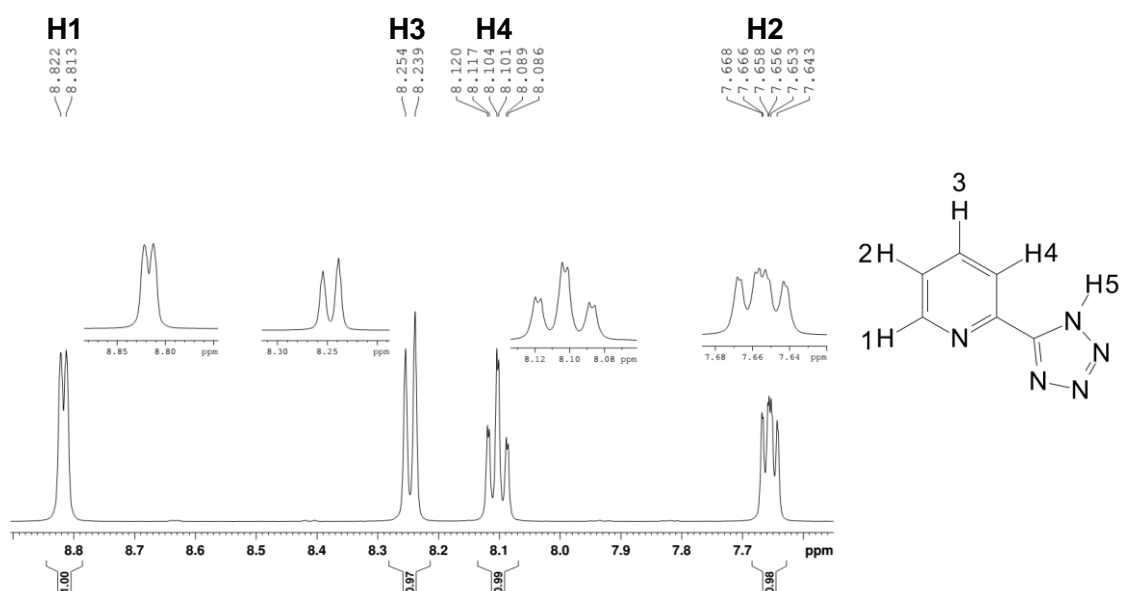 H1 H3 H4 H2
8.822
8.813
8.254
8.239
8.120
8.117
8.104
8.101
8.089
8.086
7.668
7.666
7.658
7.656
7.653
7.643
8.85 8.80 ppm
8.30 8.25 ppm
8.12 8.10 8.08 ppm
7.68 7.66 7.64 ppm
3
H
2H
H4
H5
1H
N
N
N
N
N
8.8 8.7 8.6 8.5 8.4 8.3 8.2 8.1 8.0 7.9 7.8 7.7 ppm
1.00 0.97 0.99 0.98